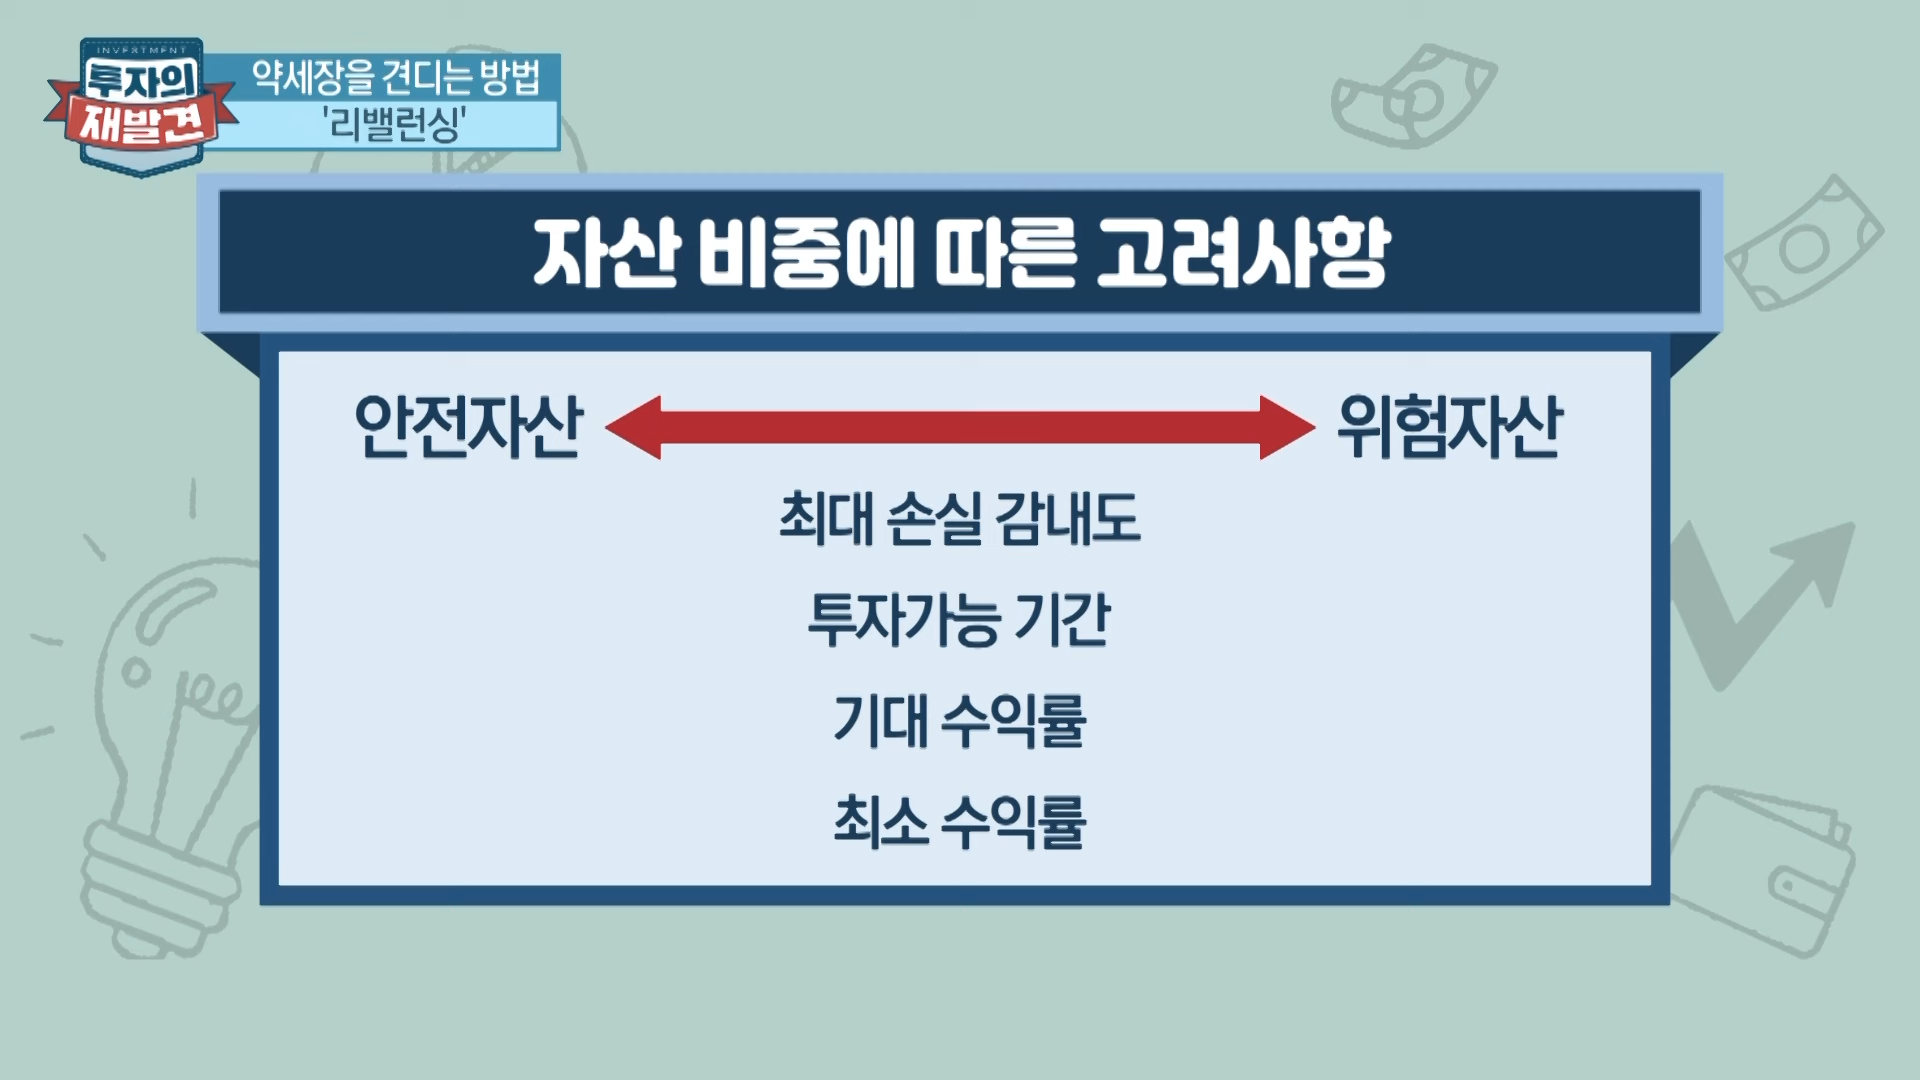 INVESTMENT
투자의
재발견
약세장을 견디는 방법
'리밸런싱'
자산 비중에 따른 고려사항
안전자산 위험자산
최대 손실 감내도
투자가능 기간
기대 수익률
최소 수익률